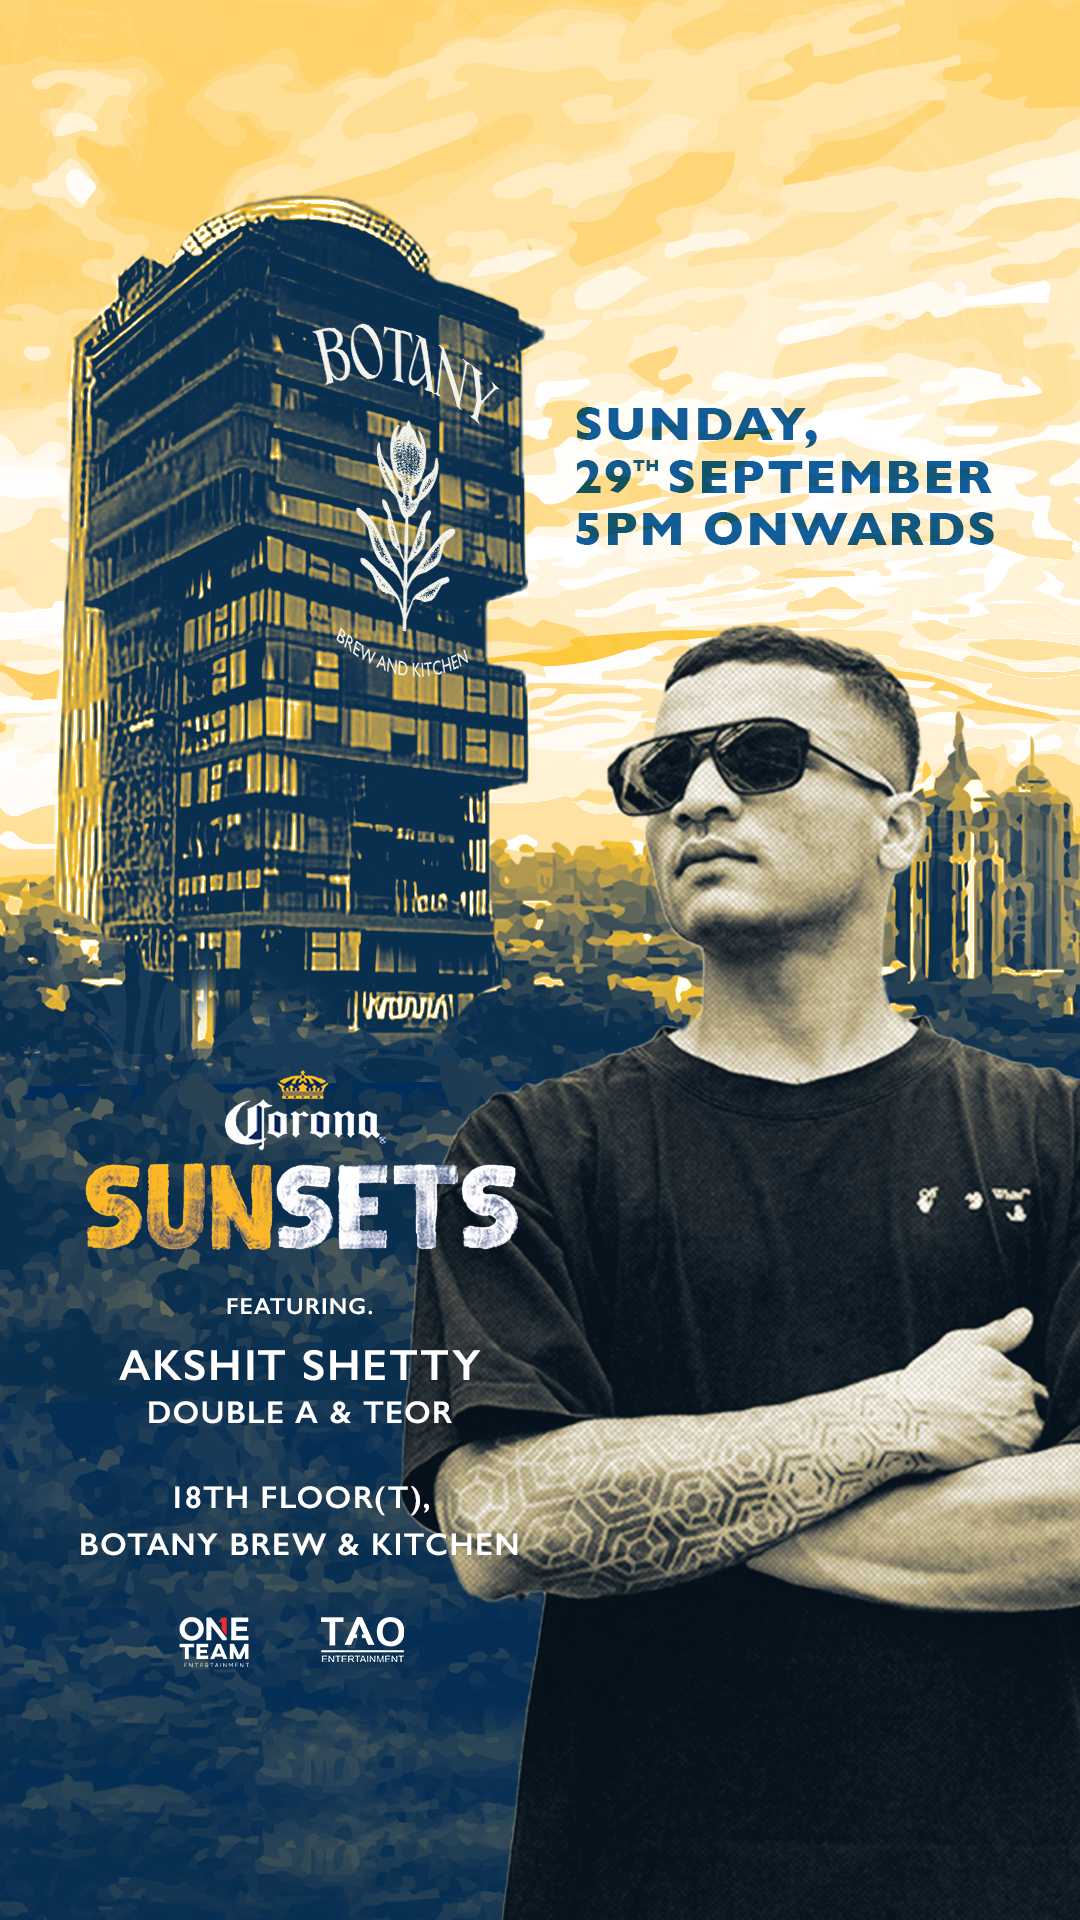 BOTANY
BREW AND KITCHEN
SUNDAY,
29TH SEPTEMBER
5PM ONWARDS
Corona
SUNSETS
FEATURING.
AKSHIT SHETTY
DOUBLE A & TEOR
18TH FLOOR(T),
BOTANY BREW & KITCHEN
ONE
TEAM
ENTERTAINMENT
TAO
ENTERTAINMENT